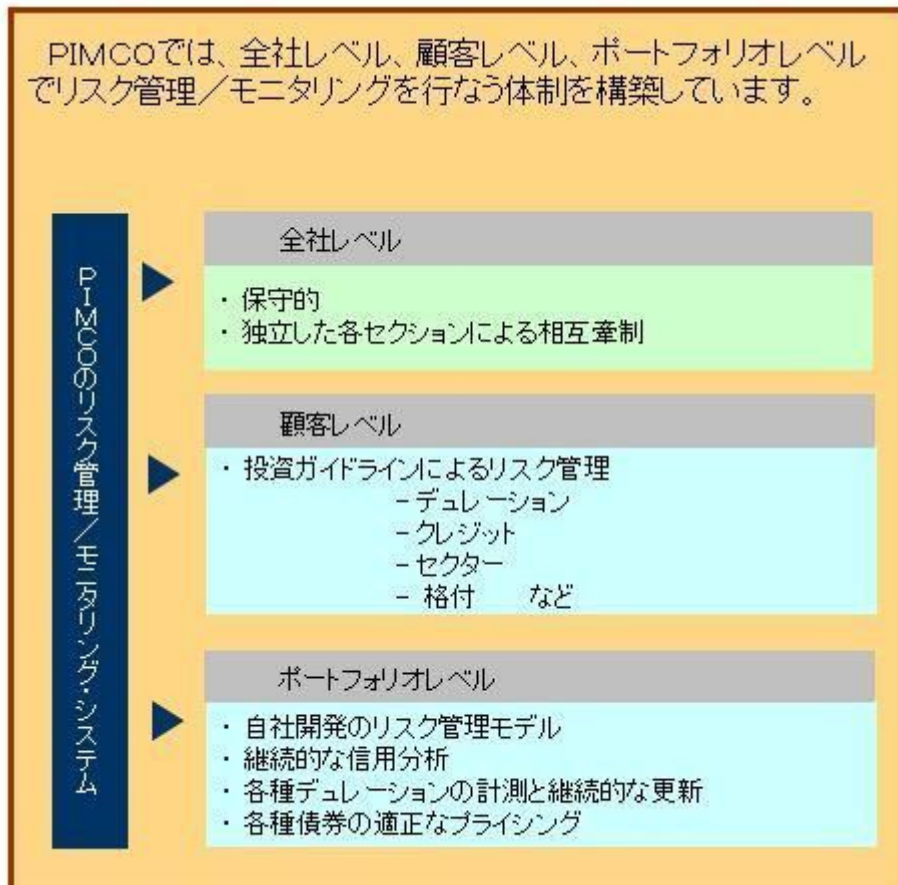 PIMCOでは、全社レベル、顧客レベル、ポートフォリオレベル
でリスク管理／モニタリングを行なう体制を構築しています。
PIMCOのリスク管理／モニタリング・システム
全社レベル
・ 保守的
・ 独立した各セクションによる相互牽制
顧客レベル
・ 投資ガイドラインによるリスク管理
－デュレーション
－クレジット
－セクター
－ 格付　　など
ポートフォリオレベル
・ 自社開発のリスク管理モデル
・ 継続的な信用分析
・ 各種デュレーションの計測と継続的な更新
・ 各種債券の適正なプライシング